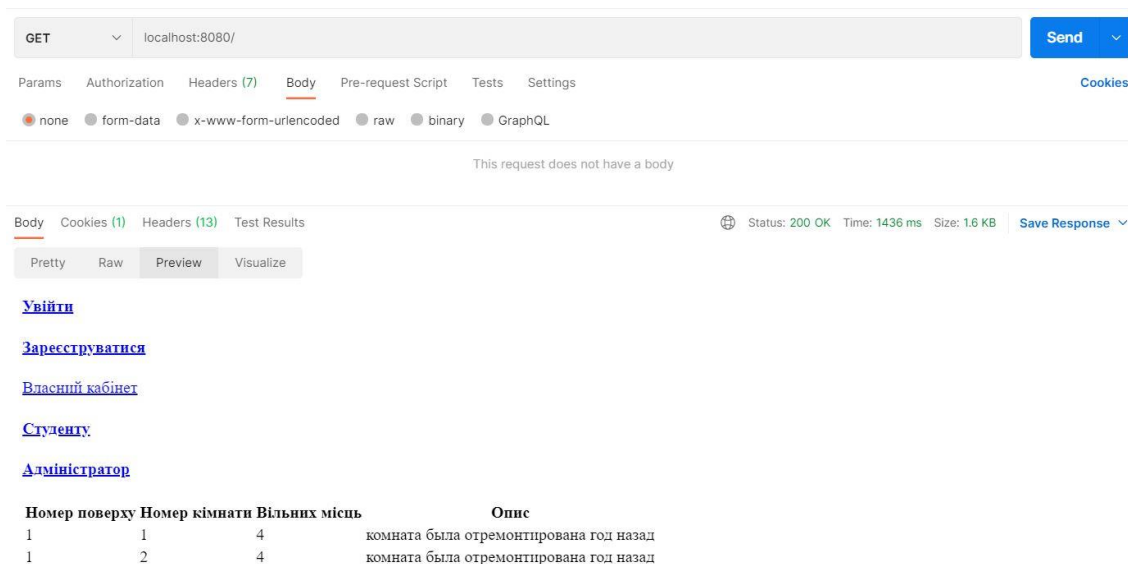 GET localhost:8080/ Send
Params Authorization Headers (7) Body Pre-request Script Tests Settings Cookies
none form-data x-www-form-urlencoded raw binary GraphQL
This request does not have a body
Body Cookies (1) Headers (13) Test Results Status: 200 OK Time: 1436 ms Size: 1.6 KB Save Response
Pretty Raw Preview Visualize
Увійти
Зареєструватися
Власний кабінет
Студенту
Адміністратор
Номер поверху Номер кімнати Вільних місць Опис
1 1 4 комната была отремонтирована год назад
1 2 4 комната была отремонтирована год назад